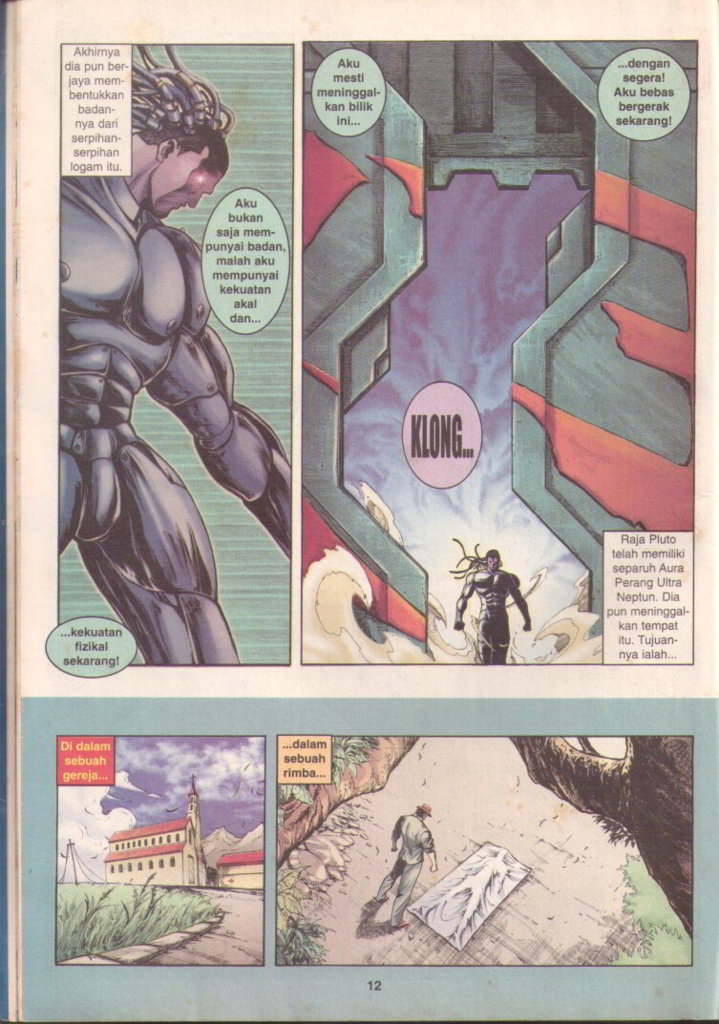 Akhirnya
dia pun ber-
jaya mem-
bentukkan
badan-
nya dari
serpihan-
serpihan
logam itu.
Aku
bukan
saja mem-
punyai badan,
malah aku
mempunyai
kekuatan
akal
dan...
...kekuatan
fizikal
sekarang!
Aku
mesti
meninggal-
kan bilik
ini...
...dengan
segera!
Aku bebas
bergerak
sekarang!
KLONG...
Raja Pluto
telah memiliki
separuh Aura
Perang Ultra
Neptun. Dia
pun meninggal-
kan tempat
itu. Tujuan-
nya ialah...
Di dalam
sebuah
gereja...
...dalam
sebuah
rimba...
12